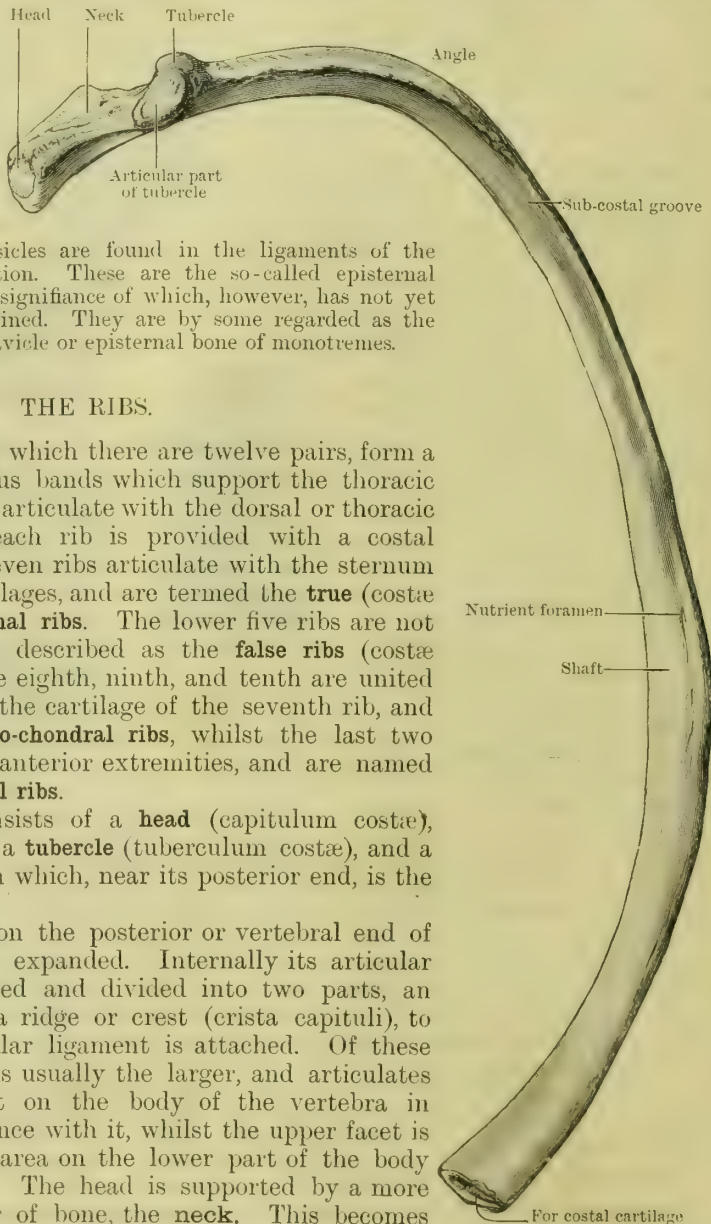 Head
Neck
Tubercle
Angle
Articular part
of tubercle
Sub-costal groove
sicles are found in the ligaments of the
tion. These are the so-called episternal
signifiance of which, however, has not yet
ined. They are by some regarded as the
vicle or episternal bone of monotremes.
THE RIBS.
which there are twelve pairs, form a
us bands which support the thoracic
articulate with the dorsal or thoracic
each rib is provided with a costal
even ribs articulate with the sternum
lages, and are termed the true (costæ
nal ribs. The lower five ribs are not
described as the false ribs (costæ
e eighth, ninth, and tenth are united
the cartilage of the seventh rib, and
o-chondral ribs, whilst the last two
anterior extremities, and are named
l ribs.
nsists of a head (capitulum costæ),
a tubercle (tuberculum costæ), and a
n which, near its posterior end, is the
on the posterior or vertebral end of
expanded. Internally its articular
ed and divided into two parts, an
a ridge or crest (crista capituli), to
lar ligament is attached. Of these
s usually the larger, and articulates
t on the body of the vertebra in
nce with it, whilst the upper facet is
area on the lower part of the body
The head is supported by a more
r of bone, the neck. This becomes
Nutrient foramen
Shaft
For costal cartilage